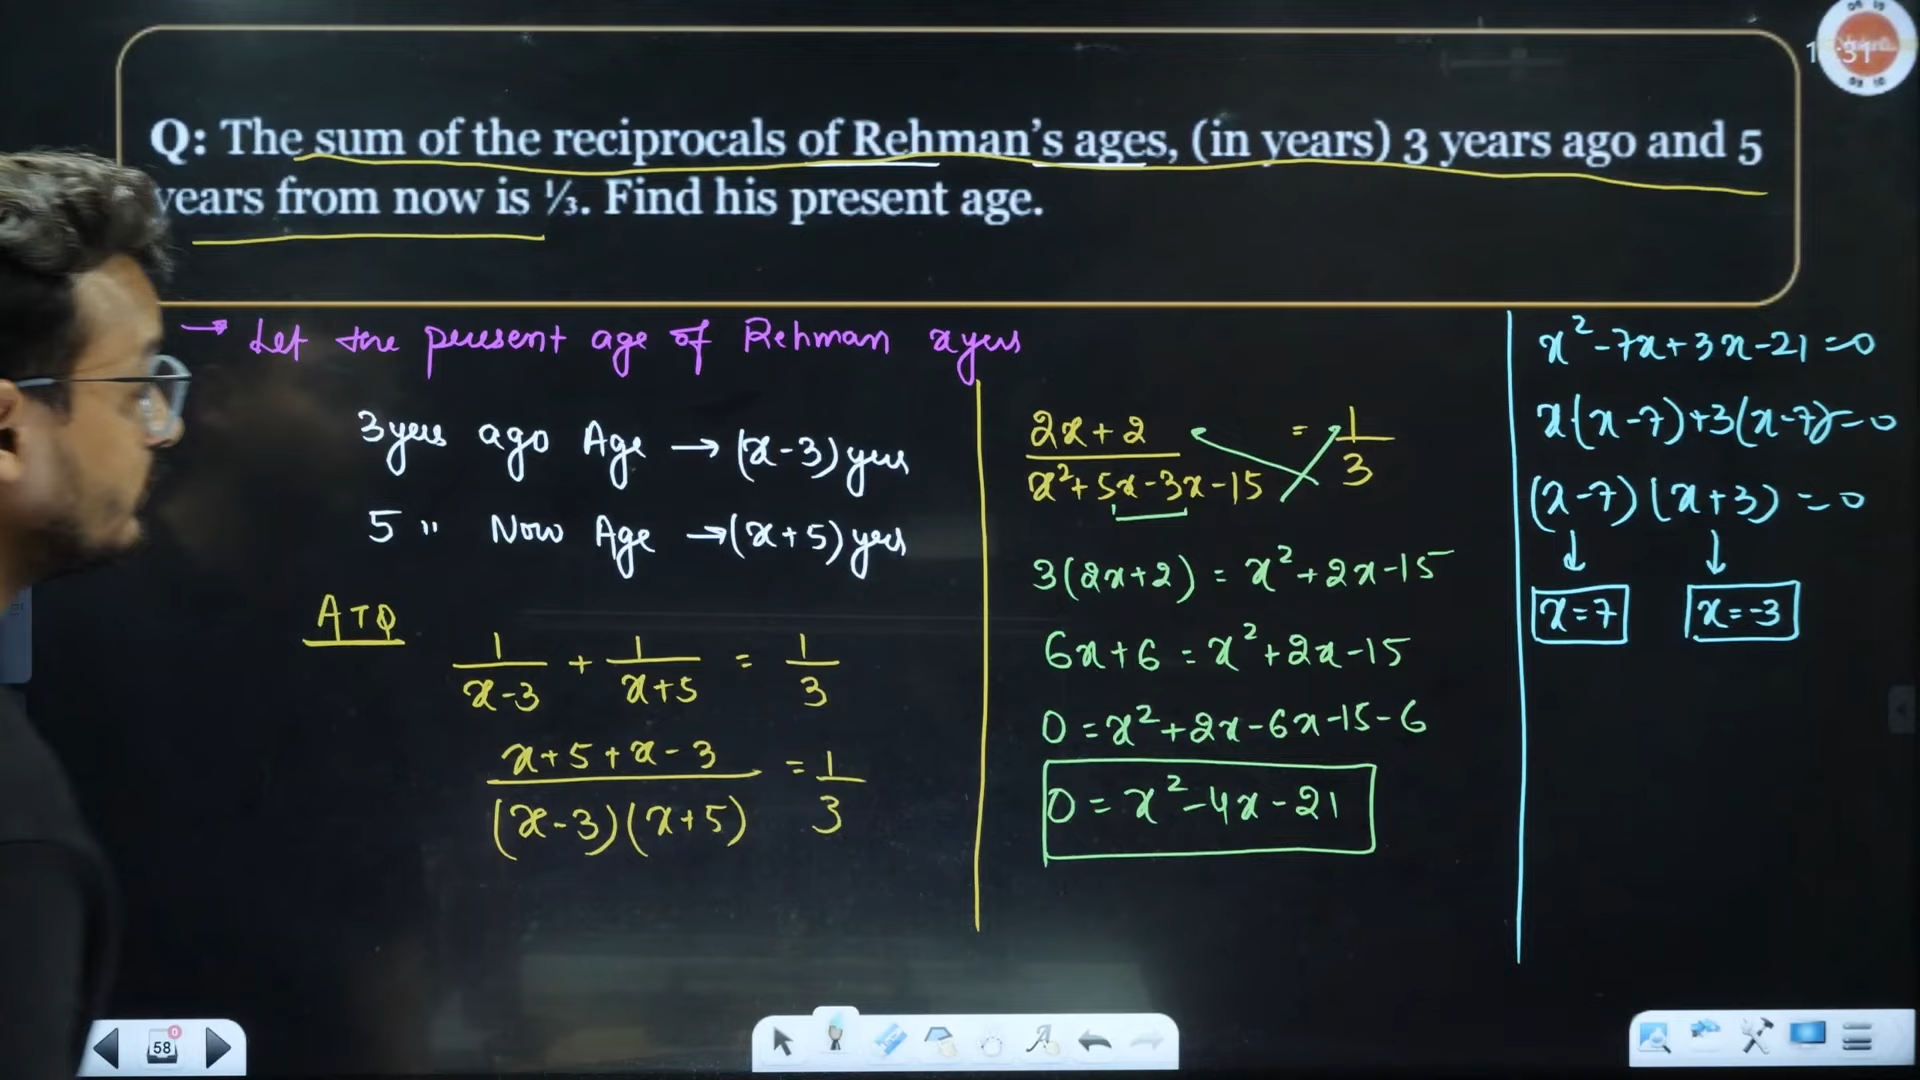 Q: The sum of the reciprocals of Rehman's ages, (in years) 3 years ago and 5
years from now is ⅓. Find his present age.
→ Let the present age of Rehman x yers
3 yers ago Age → (x-3) yers
5 " Now Age → (x+5) yers
ATQ
1/(x-3) + 1/(x+5) = 1/3
(x+5+x-3)/((x-3)(x+5)) = 1/3
(2x+2)/(x²+5x-3x-15) = 1/3
3(2x+2) = x²+2x-15
6x+6 = x²+2x-15
0 = x²+2x-6x-15-6
0 = x²-4x-21
x²-7x+3x-21=0
x(x-7)+3(x-7)=0
(x-7)(x+3)=0
x=7 x=-3
58